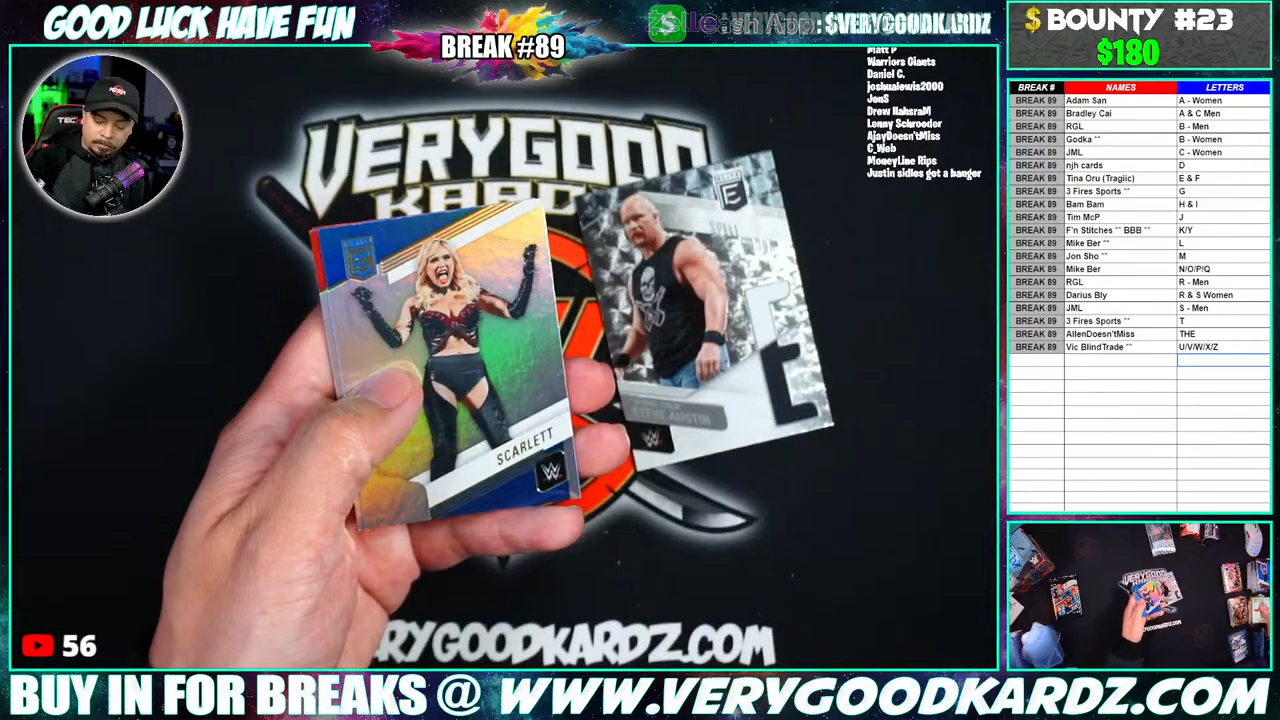 GOOD LUCK HAVE FUN
BREAK #89
: $VERYGOODKARDZ
$ BOUNTY #23
$180
Matt P
Warriors Giants
Daniel C.
joshualewis2000
JonS
Drew HahsraM
Lenny Schroeder
AjayDoesn'tMiss
C_Web
MoneyLine Rips
Justin sidles got a banger
BREAK # NAMES LETTERS
BREAK 89 Adam San A - Women
BREAK 89 Bradley Cai A & C Men
BREAK 89 RGL B - Men
BREAK 89 Godka ** B - Women
BREAK 89 JML C - Women
BREAK 89 njh cards D
BREAK 89 Tina Oru (Tragiic) E & F
BREAK 89 3 Fires Sports ** G
BREAK 89 Bam Bam H & I
BREAK 89 Tim McP J
BREAK 89 F'n Stitches ** BBB ** K/Y
BREAK 89 Mike Ber ** L
BREAK 89 Jon Sho ** M
BREAK 89 Mike Ber N/O/P/Q
BREAK 89 RGL R - Men
BREAK 89 Darius Bly R & S Women
BREAK 89 JML S - Men
BREAK 89 3 Fires Sports ** T
BREAK 89 AllenDoesn'tMiss THE
BREAK 89 Vic BlindTrade ** U/V/W/X/Z
VERYGOOD
KARDZ
E
E
STEVE AUSTIN
W
SCARLETT
W
VERYGOOD
56
ERYGOODKARDZ.COM
BUY IN FOR BREAKS @ WWW.VERYGOODKARDZ.COM